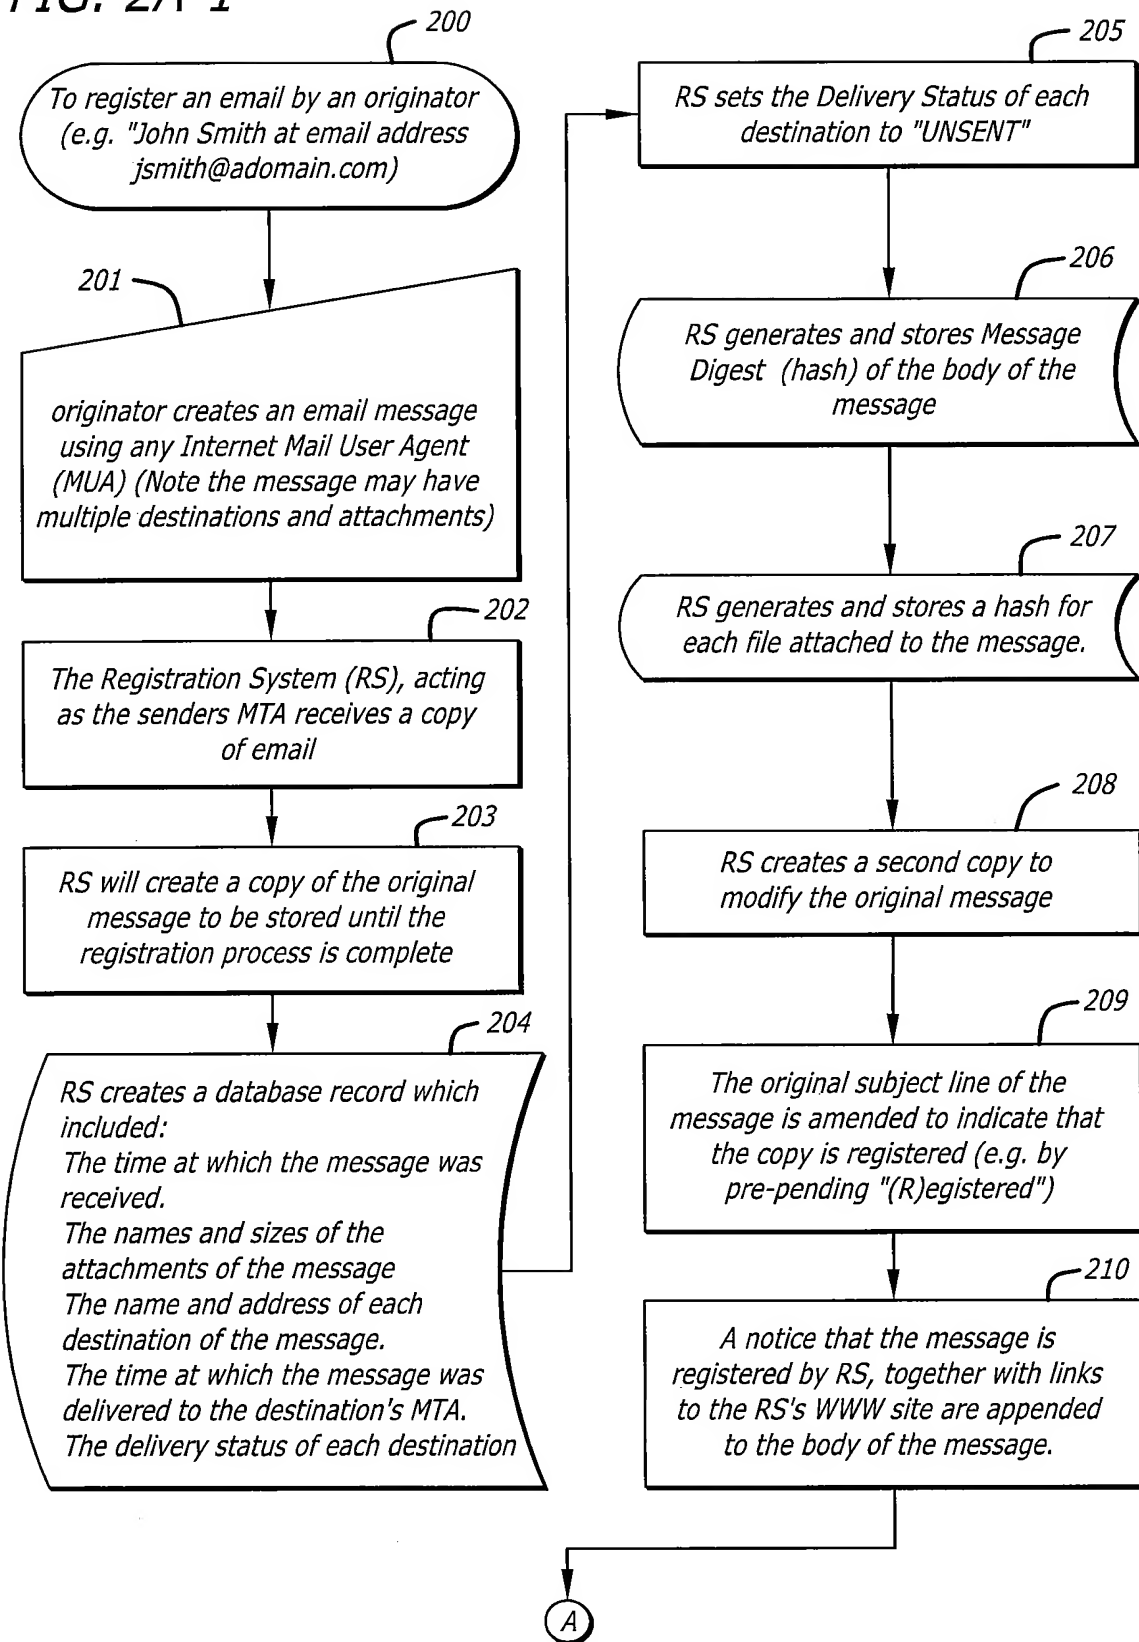 FIG. 2A-1
200
To register an email by an originator
(e.g. "John Smith at email address
jsmith@adomain.com)
201
originator creates an email message
using any Internet Mail User Agent
(MUA) (Note the message may have
multiple destinations and attachments)
202
The Registration System (RS), acting
as the senders MTA receives a copy
of email
203
RS will create a copy of the original
message to be stored until the
registration process is complete
204
RS creates a database record which
included:
The time at which the message was
received.
The names and sizes of the
attachments of the message
The name and address of each
destination of the message.
The time at which the message was
delivered to the destination's MTA.
The delivery status of each destination
205
RS sets the Delivery Status of each
destination to "UNSENT"
206
RS generates and stores Message
Digest (hash) of the body of the
message
207
RS generates and stores a hash for
each file attached to the message.
208
RS creates a second copy to
modify the original message
209
The original subject line of the
message is amended to indicate that
the copy is registered (e.g. by
pre-pending "(R)egistered")
210
A notice that the message is
registered by RS, together with links
to the RS's WWW site are appended
to the body of the message.
A